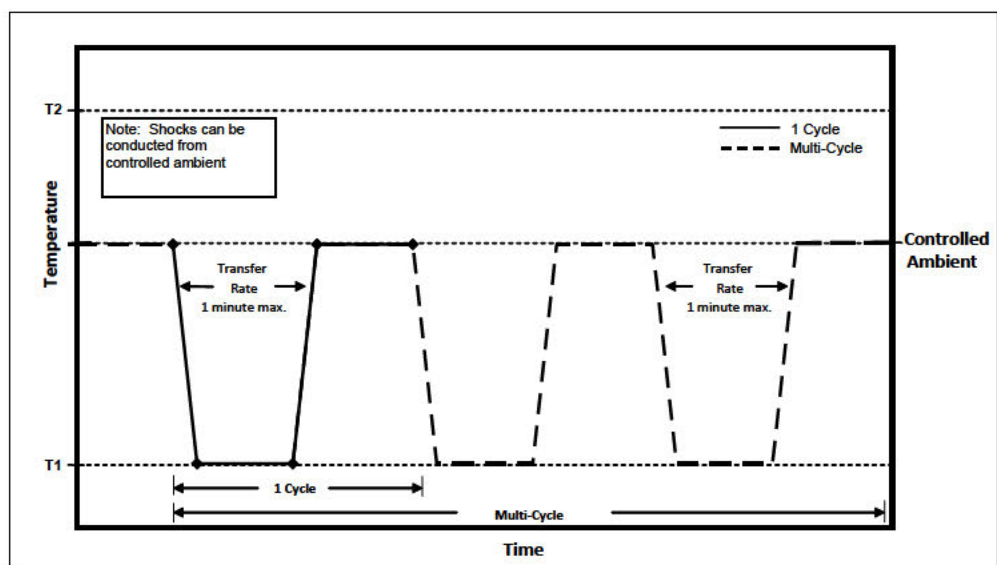 T2
Note: Shocks can be
conducted from
controlled ambient
1 Cycle
Multi-Cycle
Temperature
Controlled
Ambient
Transfer
Rate
1 minute max.
Transfer
Rate
1 minute max.
T1
1 Cycle
Multi-Cycle
Time